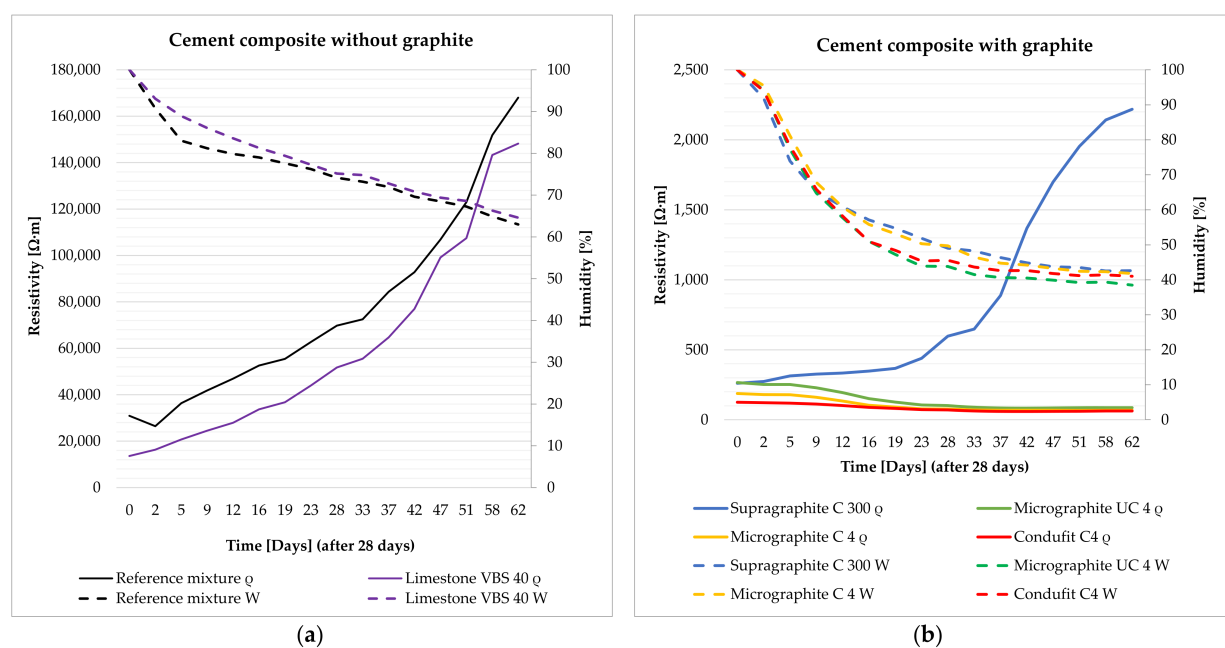 Cement composite without graphite
180,000
160,000
140,000
120,000
100,000
80,000
60,000
40,000
20,000
0
Resistivity [Ω·m]
100
90
80
70
60
50
40
30
20
10
0
Humidity [%]
0 2 5 9 12 16 19 23 28 33 37 42 47 51 58 62
Time [Days] (after 28 days)
Reference mixture ϱ Limestone VBS 40 ϱ
Reference mixture W Limestone VBS 40 W
(a)
Cement composite with graphite
2,500
2,000
1,500
1,000
500
0
Resistivity [Ω·m]
100
90
80
70
60
50
40
30
20
10
0
Humidity [%]
0 2 5 9 12 16 19 23 28 33 37 42 47 51 58 62
Time [Days] (after 28 days)
Supragraphite C 300 ϱ Micrographite UC 4 ϱ
Micrographite C 4 ϱ Condufit C4 ϱ
Supragraphite C 300 W Micrographite UC 4 W
Micrographite C 4 W Condufit C4 W
(b)